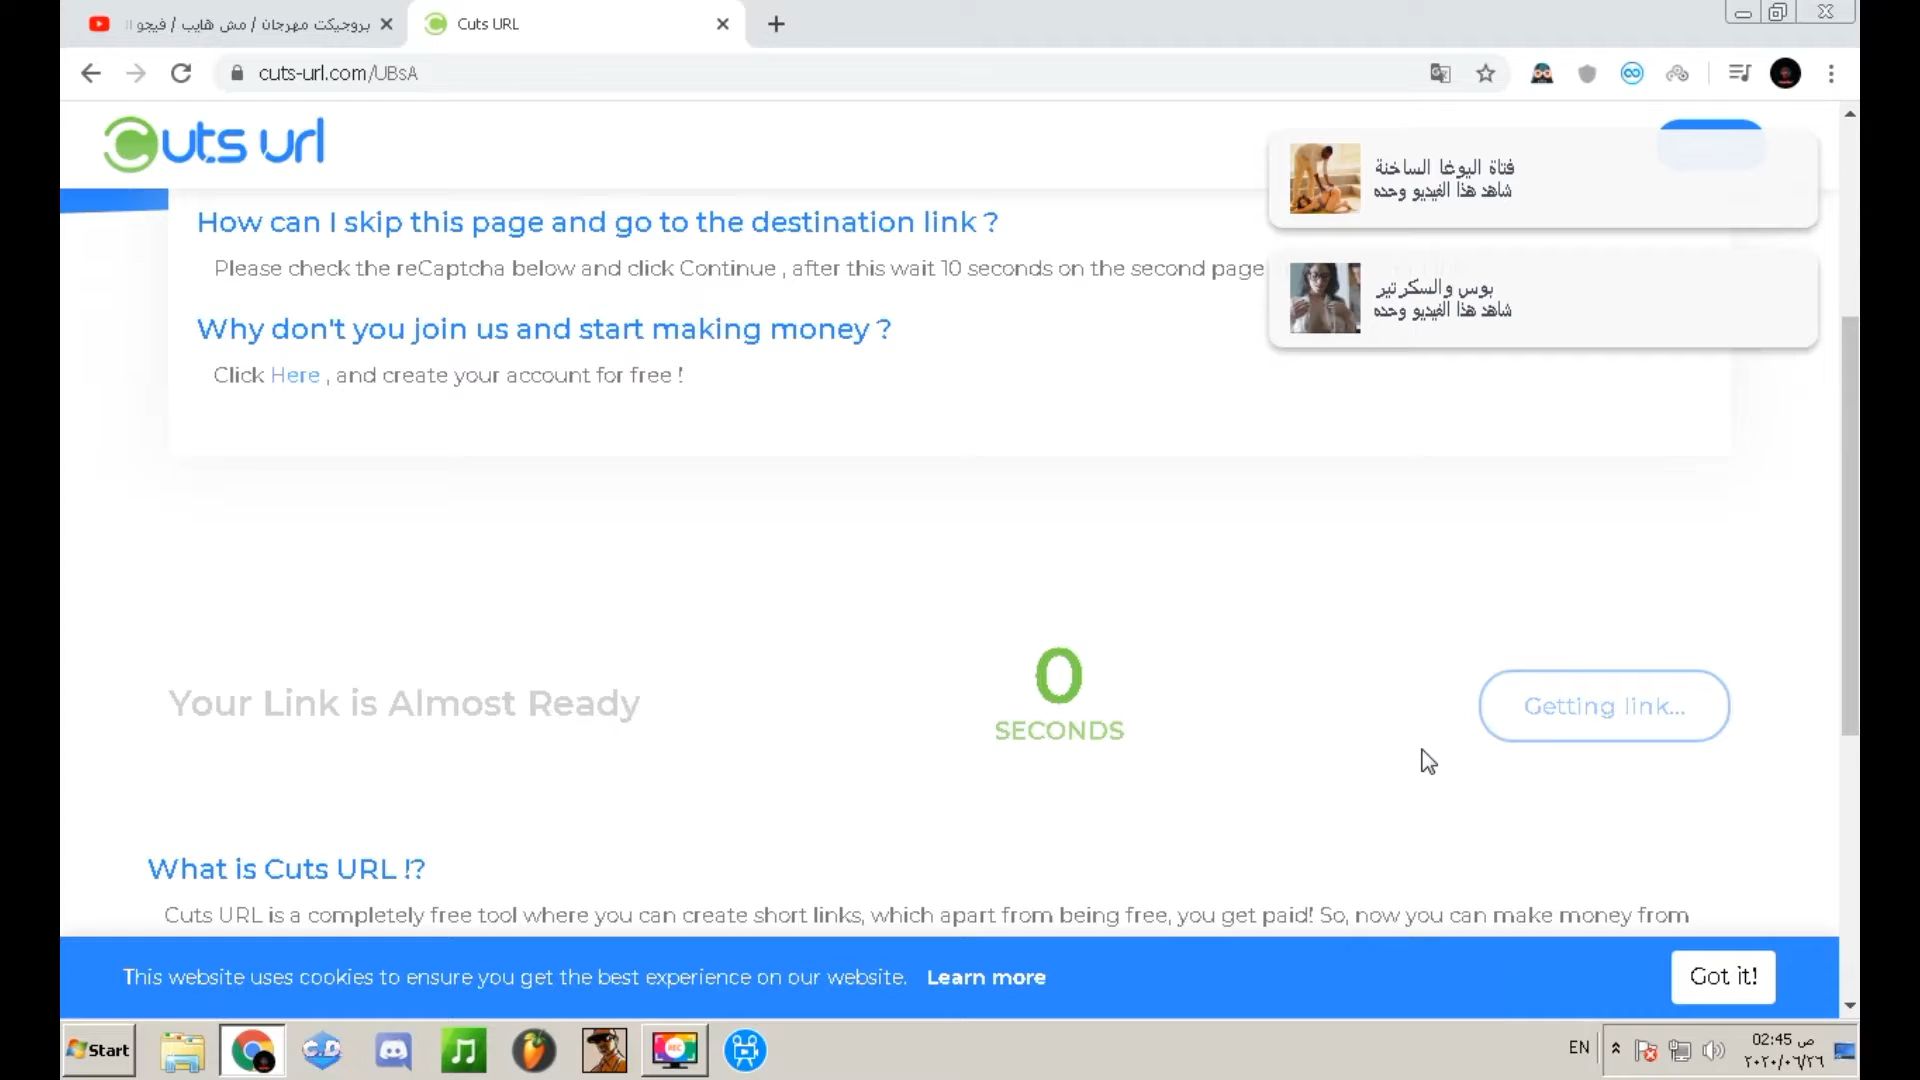 بروجيكت مهرجان / مش هايب / فيجو
Cuts URL
cuts-url.com/UBsA
Cuts url
How can I skip this page and go to the destination link ?
Please check the reCaptcha below and click Continue , after this wait 10 seconds on the second page
Why don't you join us and start making money ?
Click Here , and create your account for free !
فتاة اليوغا الساخنة
شاهد هذا الفيديو وحده
بوس والسكرتير
شاهد هذا الفيديو وحده
Your Link is Almost Ready
0
SECONDS
Getting link...
What is Cuts URL !?
Cuts URL is a completely free tool where you can create short links, which apart from being free, you get paid! So, now you can make money from
This website uses cookies to ensure you get the best experience on our website. Learn more
Got it!
Start
C.D
REC
EN
02:45 ص
٢٠٢٠/٠٦/٢٦